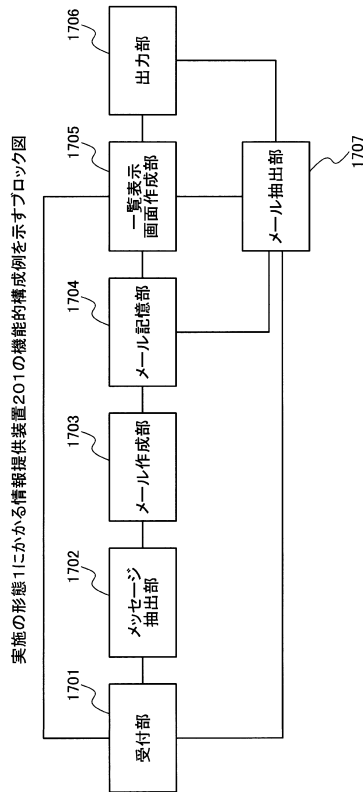 実施の形態1にかかる情報提供装置201の機能的構成例を示すブロック図
1701
受付部
1702
メッセージ
抽出部
1703
メール作成部
1704
メール記憶部
1705
一覧表示
画面作成部
1706
出力部
1707
メール抽出部